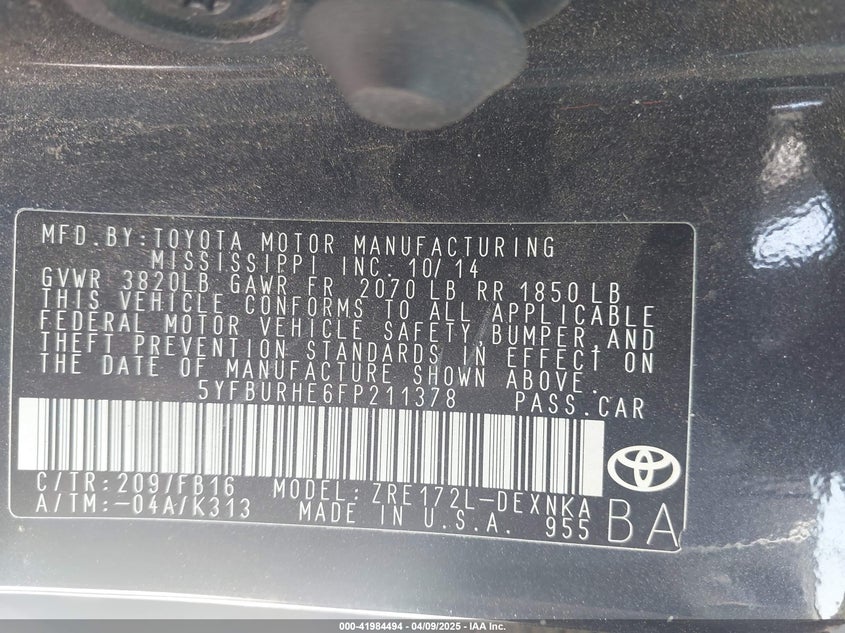 MFD.BY:TOYOTA MOTOR MANUFACTURING
MISSISSIPPI INC. 10/14
GVWR 3820LB GAWR FR 2070 LB RR 1850 LB
THIS VEHICLE CONFORMS TO ALL APPLICABLE
FEDERAL MOTOR VEHICLE SAFETY,BUMPER,AND
THEFT PREVENTION STANDARDS IN EFFECT ON
THE DATE OF MANUFACTURE SHOWN ABOVE.
5YFBURHE6FP211378 PASS.CAR
C/TR:209/FB16 MODEL:ZRE172L-DEXNKA
A/TM:-04A/K313 MADE IN U.S.A. 955 BA
000-41984494 - 04/09/2025 - IAA Inc.